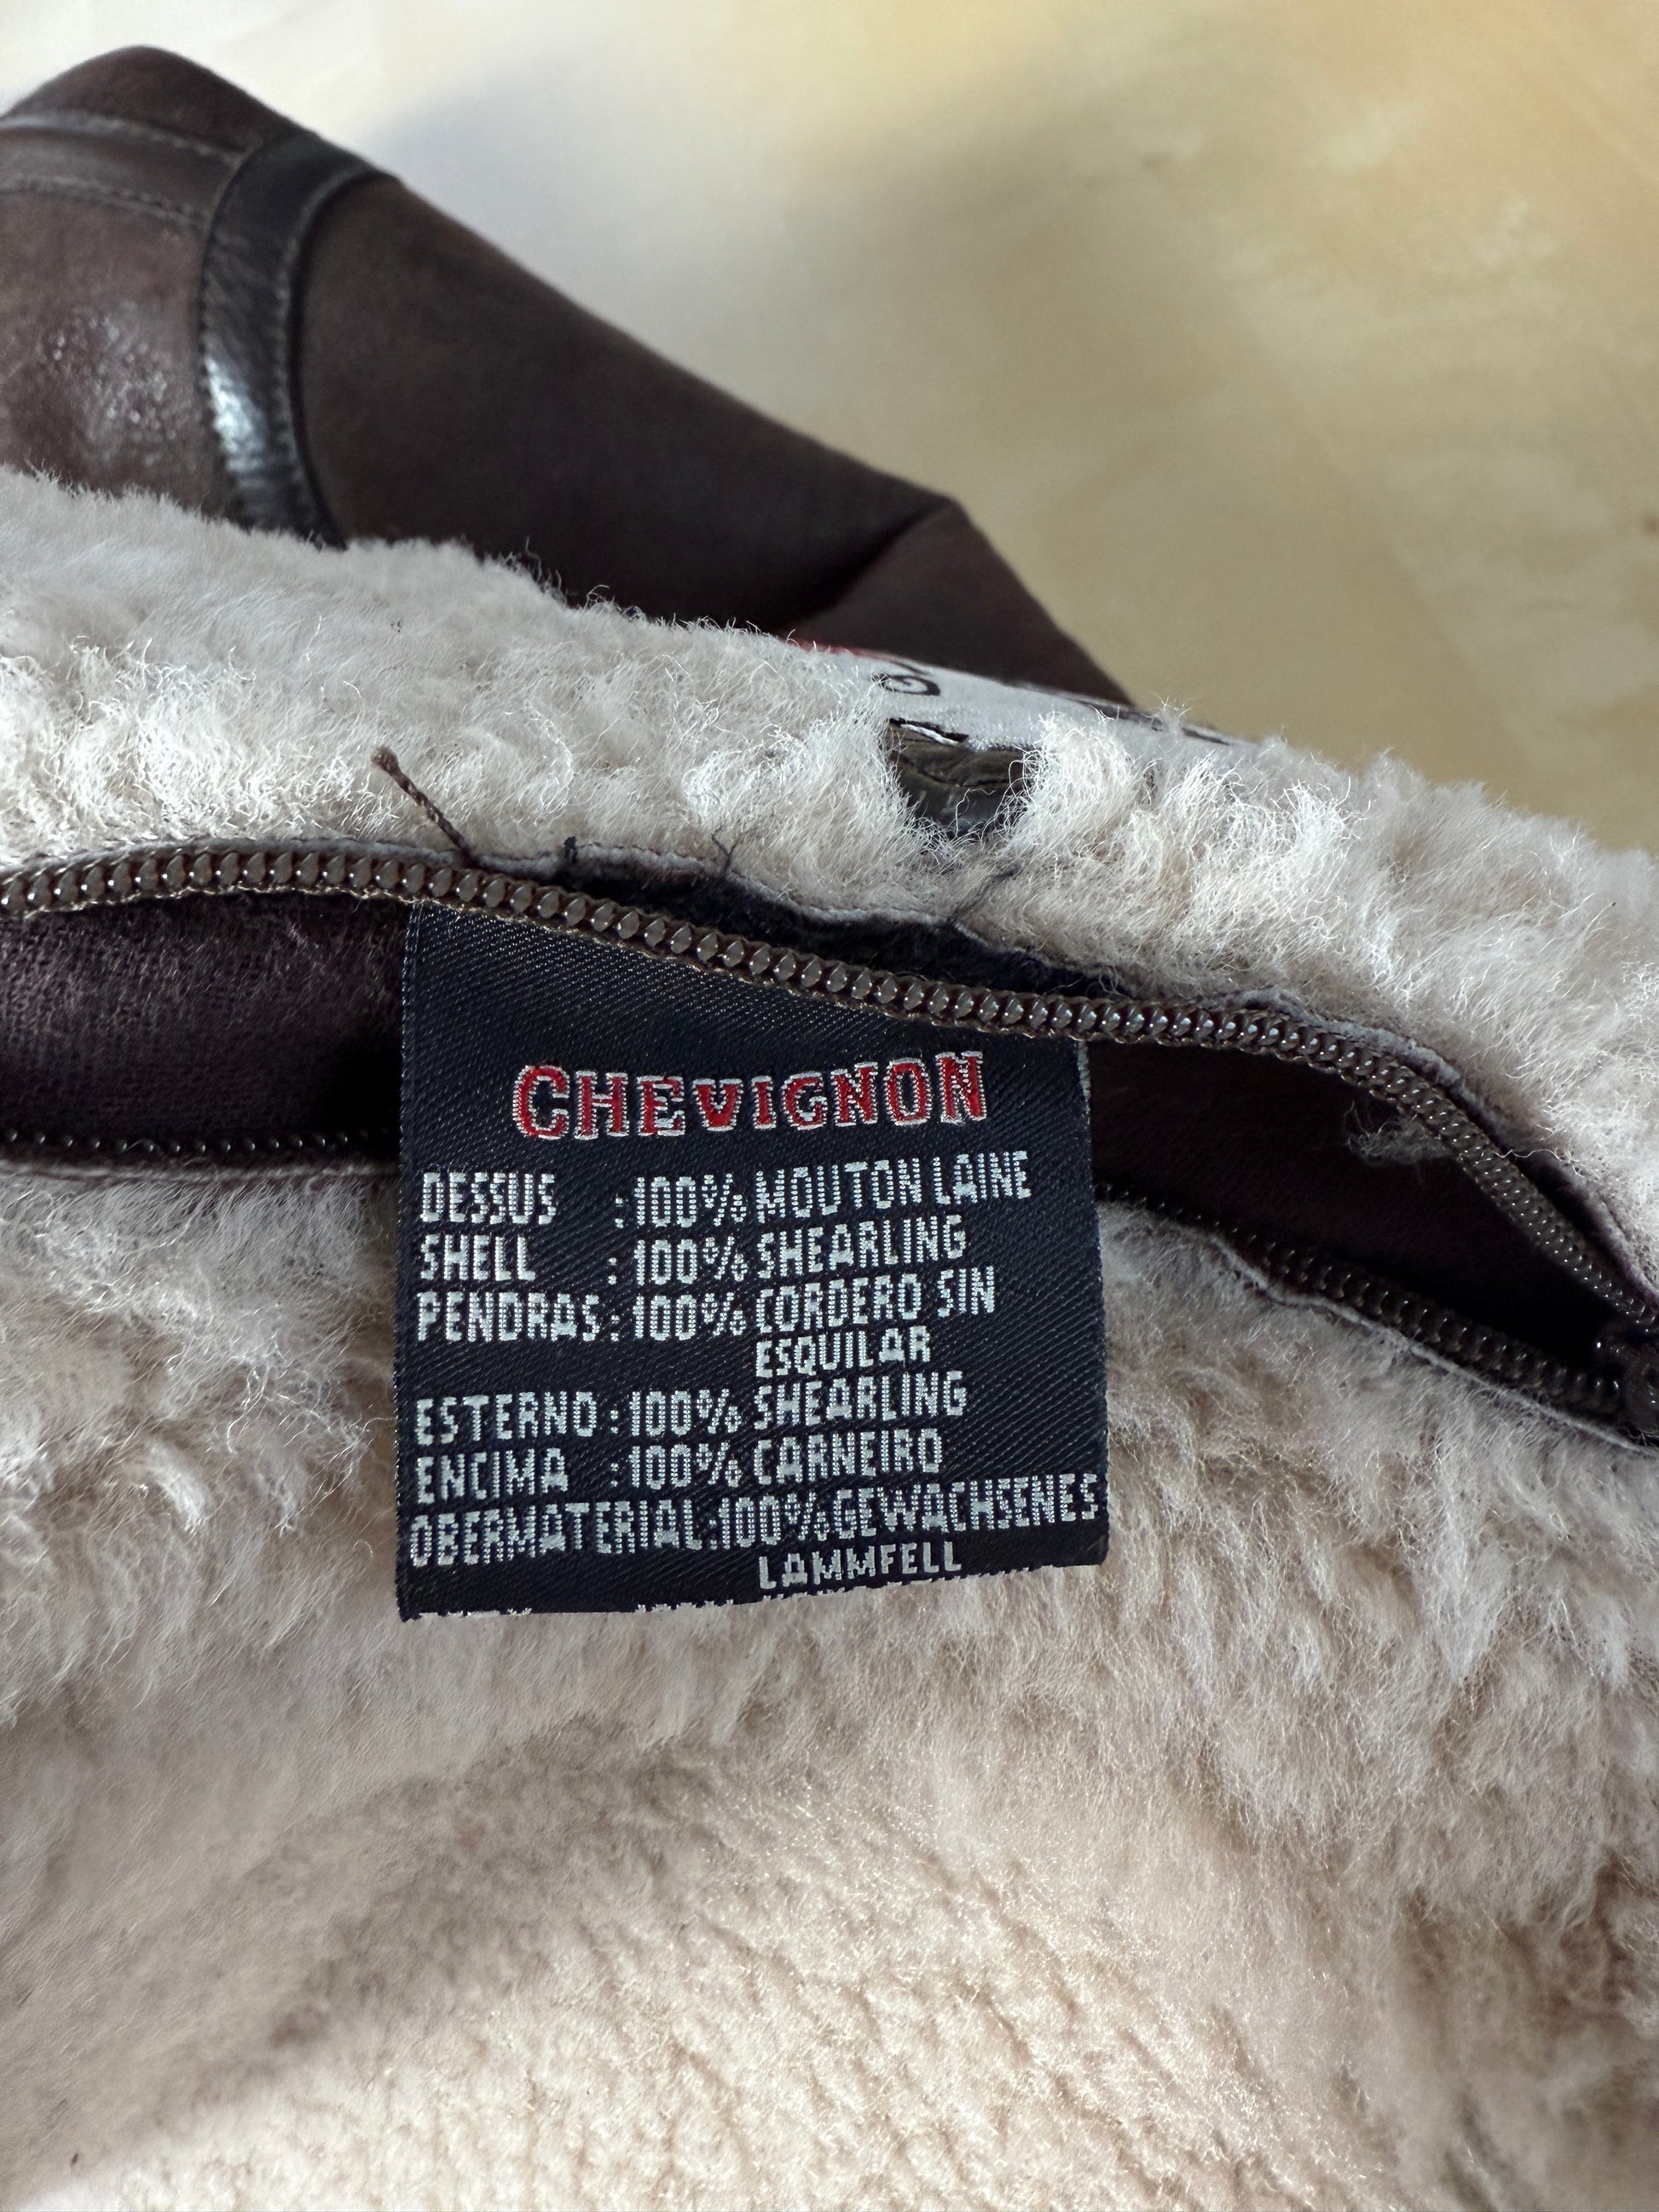 CHEVIGNON
DESSUS : 100% MOUTON LAINE
SHELL : 100% SHEARLING
PENDRAS : 100% CORDERO SIN
ESQUILAR
ESTERNO : 100% SHEARLING
ENCIMA : 100% CARNEIRO
OBERMATERIAL : 100% GEWACHSENES
LAMMFELL